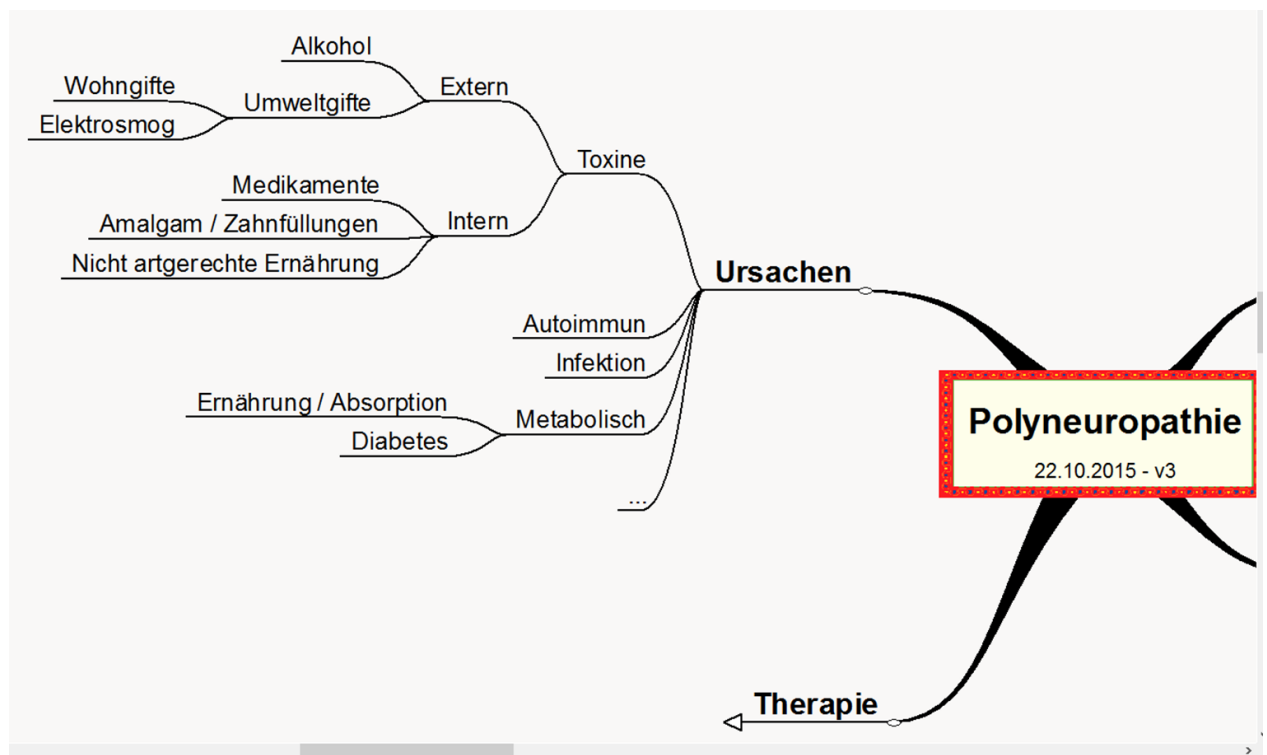 Alkohol
Wohngifte
Extern
Umweltgifte
Elektrosmog
Toxine
Medikamente
Amalgam / Zahnfüllungen
Intern
Nicht artgerechte Ernährung
Ursachen
Autoimmun
Infektion
Ernährung / Absorption
Metabolisch
Diabetes
...
Polyneuropathie
22.10.2015 - v3
Therapie